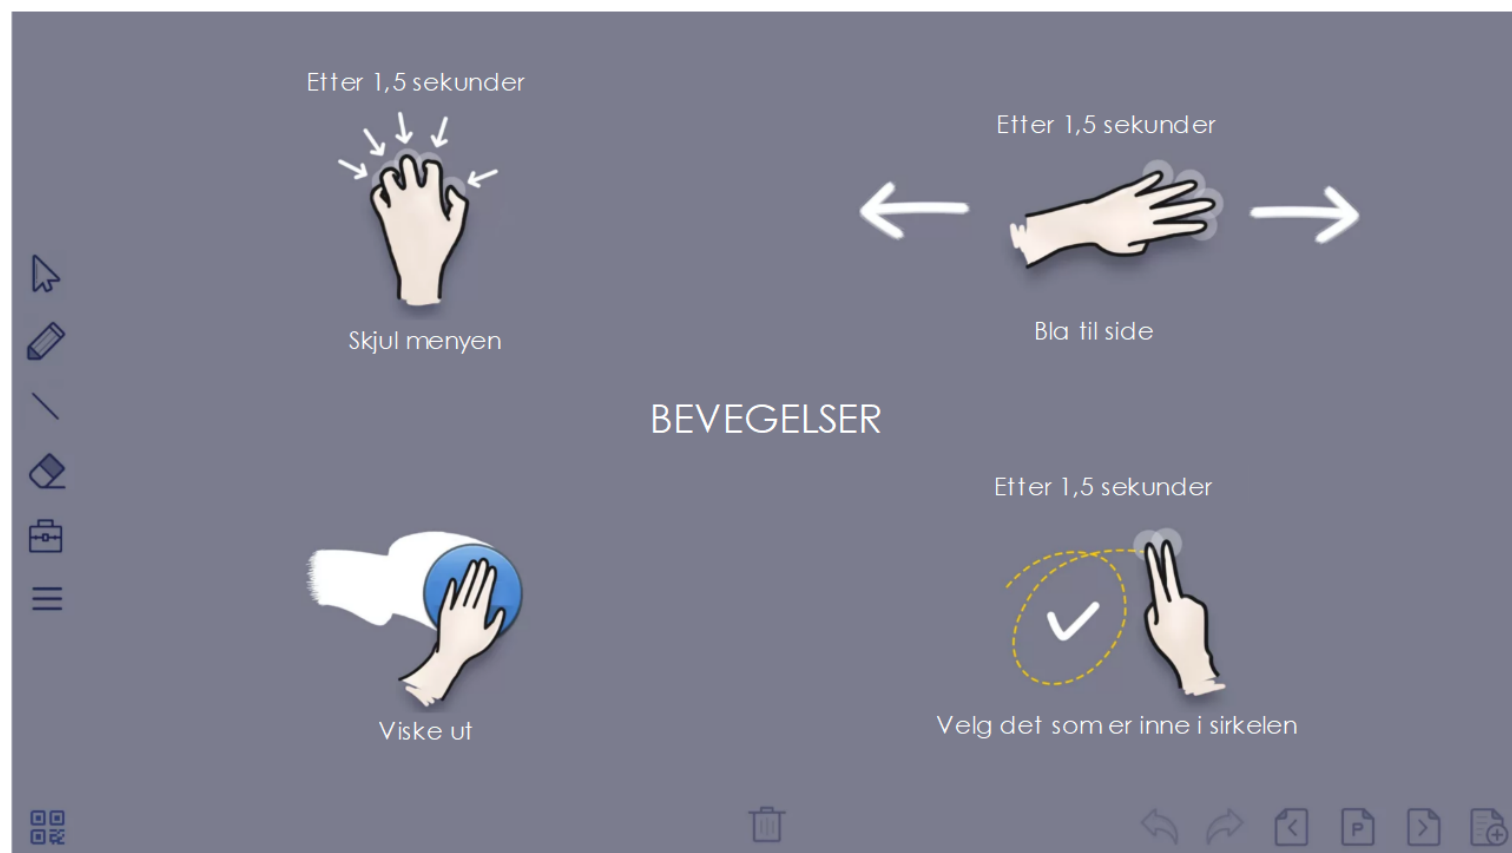 Etter 1,5 sekunder
Skjul menyen
Etter 1,5 sekunder
Bla til side
BEVEGELSER
Viske ut
Etter 1,5 sekunder
Velg det som er inne i sirkelen
P